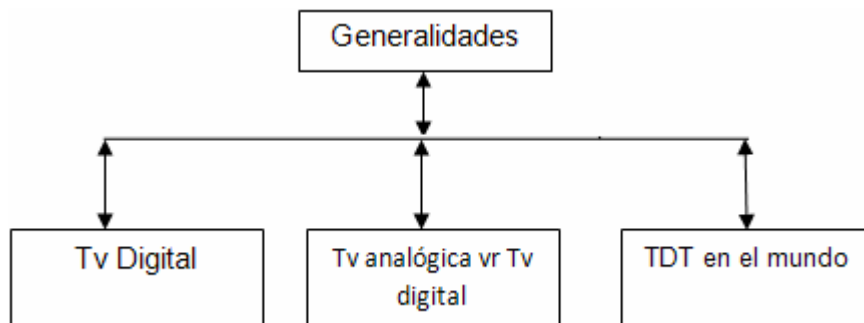 Generalidades
Tv Digital
Tv analógica vr Tv
digital
TDT en el mundo